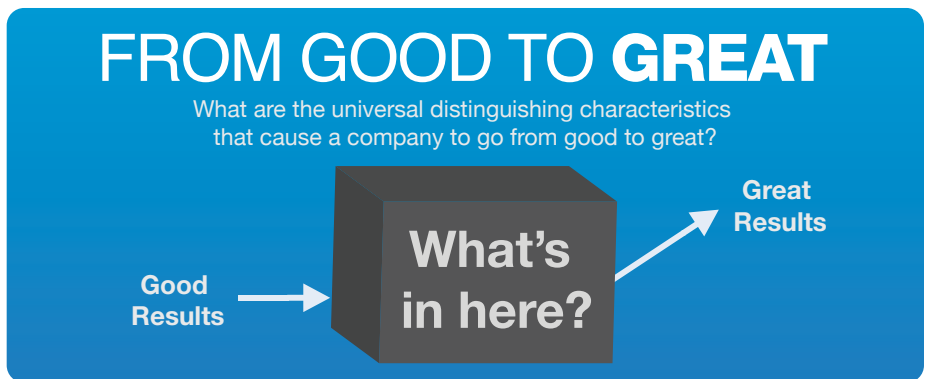 FROM GOOD TO GREAT
What are the universal distinguishing characteristics
that cause a company to go from good to great?
Great
Results
What's
in here?
Good
Results